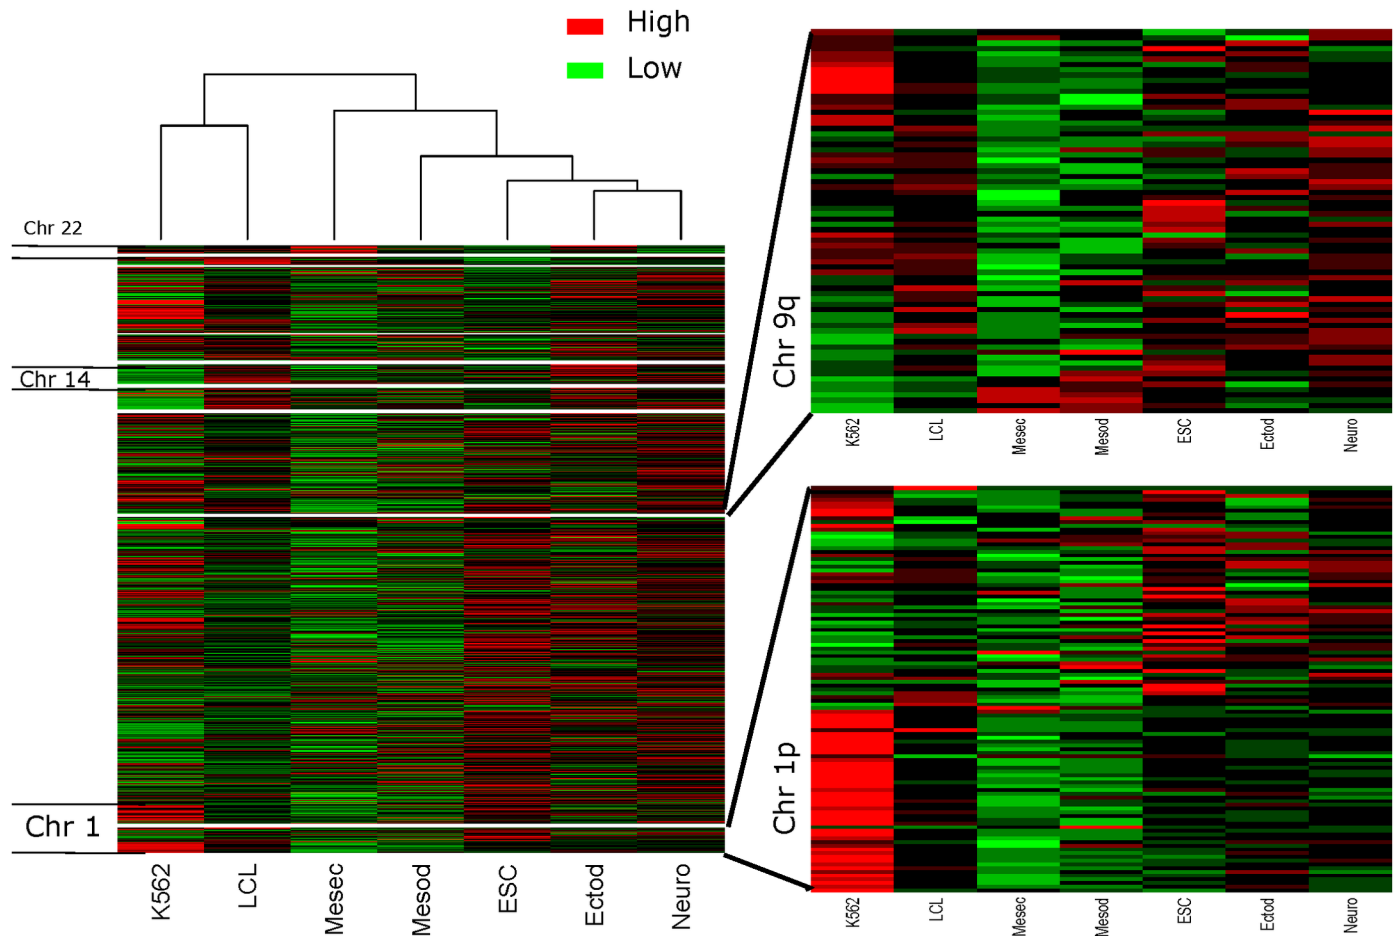 High
Low
Chr 22
Chr 14
Chr 1
K562 LCL Mesec Mesod ESC Ectod Neuro
Chr 9q
K562 LCL Mesec Mesod ESC Ectod Neuro
Chr 1p
K562 LCL Mesec Mesod ESC Ectod Neuro